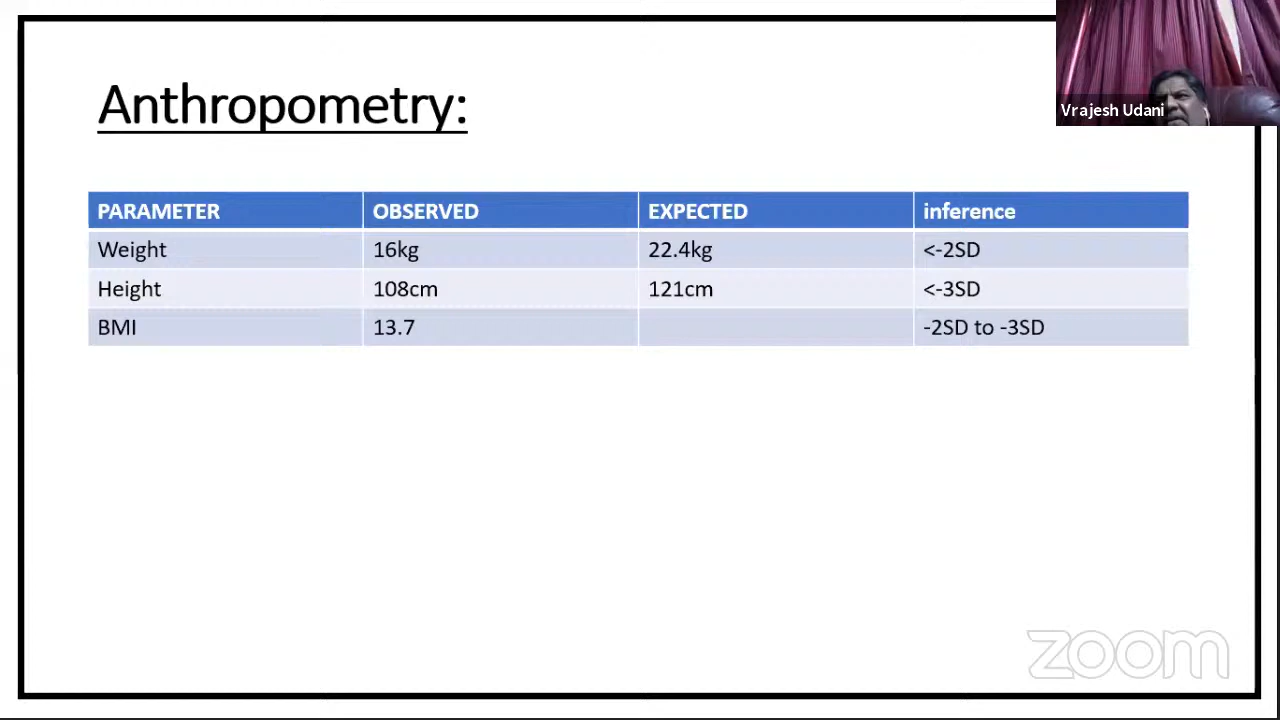 Anthropometry:
Vrajesh Udani
PARAMETER OBSERVED EXPECTED inference
Weight 16kg 22.4kg <-2SD
Height 108cm 121cm <-3SD
BMI 13.7 -2SD to -3SD
zoom